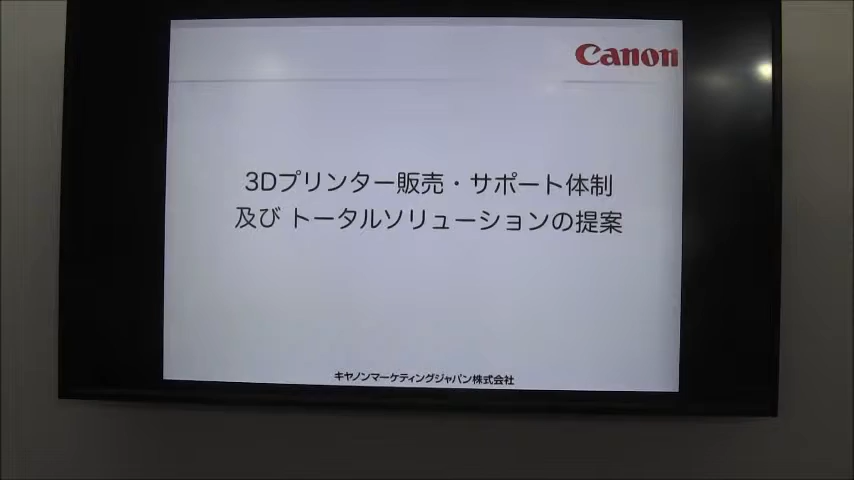 Canon
3Dプリンター販売・サポート体制
及び トータルソリューションの提案
キヤノンマーケティングジャパン株式会社